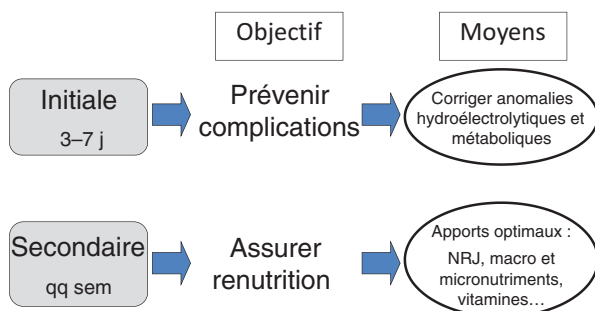 Objectif
Moyens
Initiale
3–7 j
Prévenir
complications
Corriger anomalies
hydroélectrolytiques et
métaboliques
Secondaire
qq sem
Assurer
renutrition
Apports optimaux :
NRJ, macro et
micronutriments,
vitamines…